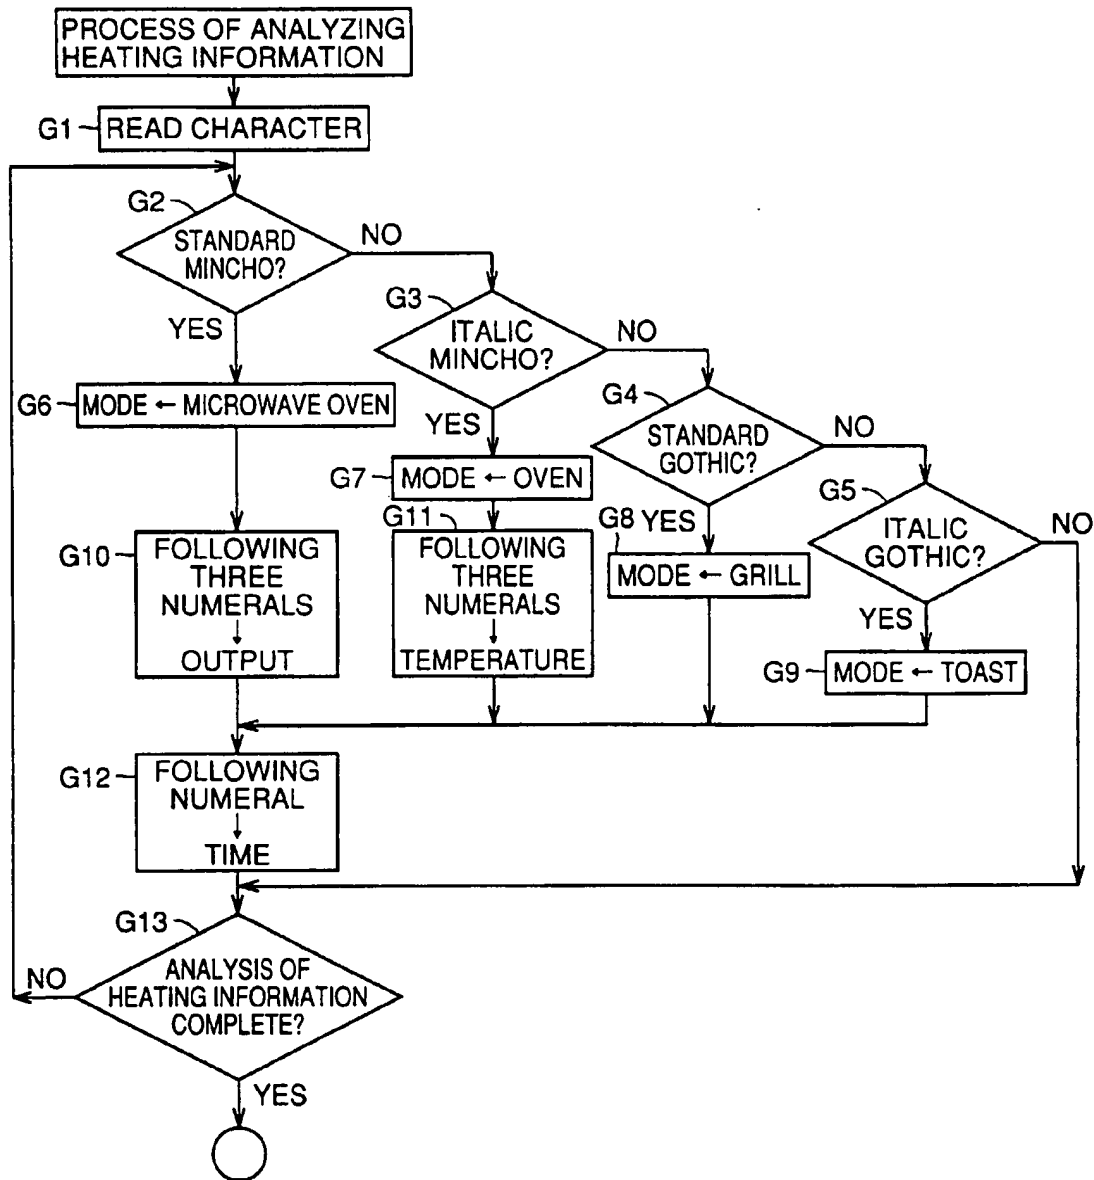 PROCESS OF ANALYZING
HEATING INFORMATION
G1
READ CHARACTER
G2
STANDARD
MINCHO?
NO
YES
G3
ITALIC
MINCHO?
NO
YES
G4
STANDARD
GOTHIC?
NO
YES
G5
ITALIC
GOTHIC?
NO
YES
G6
MODE ← MICROWAVE OVEN
G7
MODE ← OVEN
G8
MODE ← GRILL
G9
MODE ← TOAST
G10
FOLLOWING
THREE
NUMERALS
↓
OUTPUT
G11
FOLLOWING
THREE
NUMERALS
↓
TEMPERATURE
G12
FOLLOWING
NUMERAL
↓
TIME
G13
ANALYSIS OF
HEATING INFORMATION
COMPLETE?
NO
YES